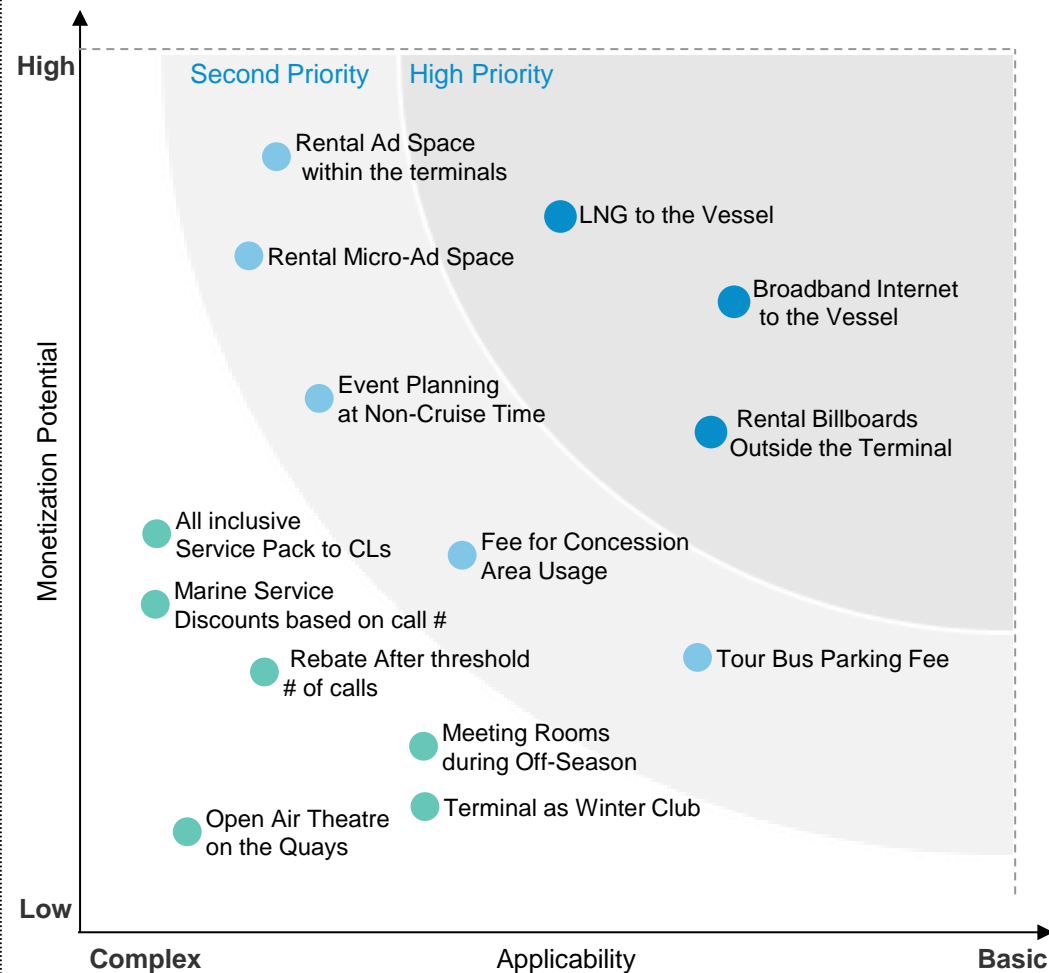 High
Second Priority
High Priority
Rental Ad Space
within the terminals
LNG to the Vessel
Rental Micro-Ad Space
Broadband Internet
to the Vessel
Monetization Potential
Event Planning
at Non-Cruise Time
Rental Billboards
Outside the Terminal
All inclusive
Service Pack to CLs
Fee for Concession
Area Usage
Marine Service
Discounts based on call #
Rebate After threshold
# of calls
Tour Bus Parking Fee
Meeting Rooms
during Off-Season
Terminal as Winter Club
Open Air Theatre
on the Quays
Low
Complex
Applicability
Basic